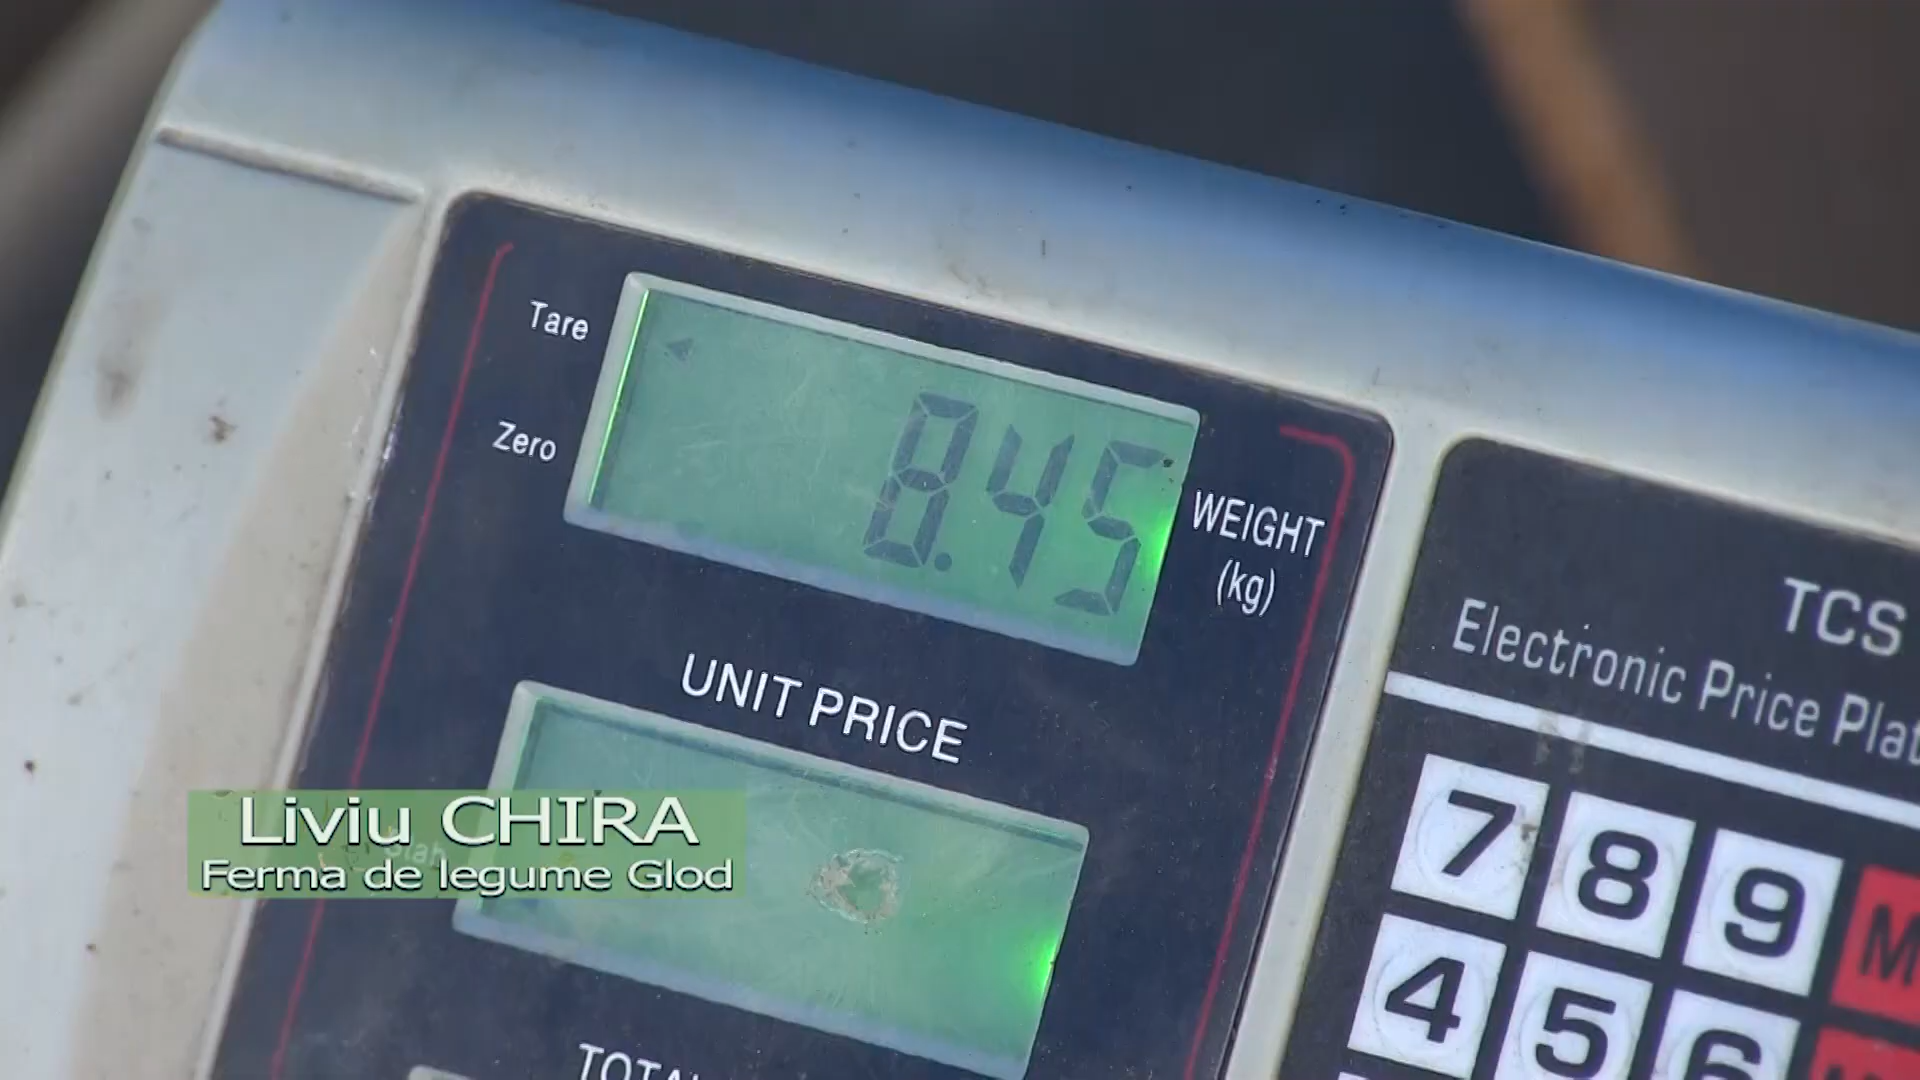 Tare
8.45
Zero
WEIGHT
(kg)
UNIT PRICE
TCS
Electronic Price
7 8 9 M
4 5 6
Liviu CHIRA
Ferma de legume Glod